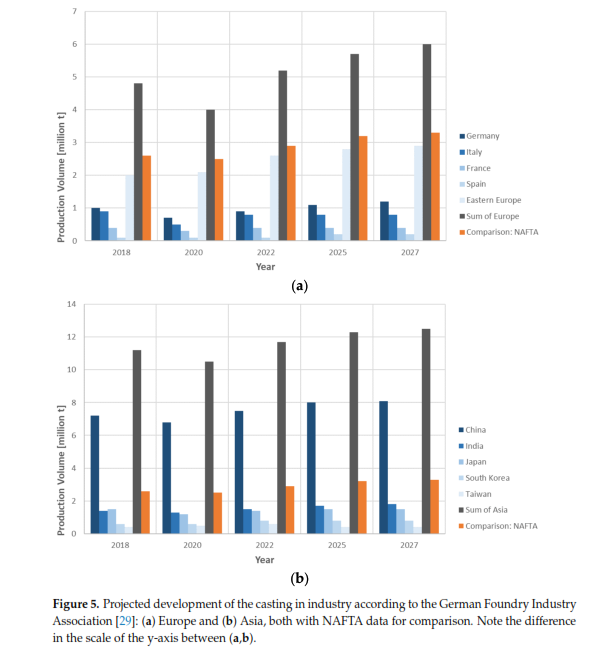 7
6
5
4
3
2
1
0
Production Volume [million t]
2018 2020 2022 2025 2027
Year
Germany
Italy
France
Spain
Eastern Europe
Sum of Europe
Comparison: NAFTA
(a)
14
12
10
8
6
4
2
0
Production Volume [million t]
2018 2020 2022 2025 2027
Year
China
India
Japan
South Korea
Taiwan
Sum of Asia
Comparison: NAFTA
(b)
Figure 5. Projected development of the casting in industry according to the German Foundry Industry
Association [29]: (a) Europe and (b) Asia, both with NAFTA data for comparison. Note the difference
in the scale of the y-axis between (a,b).